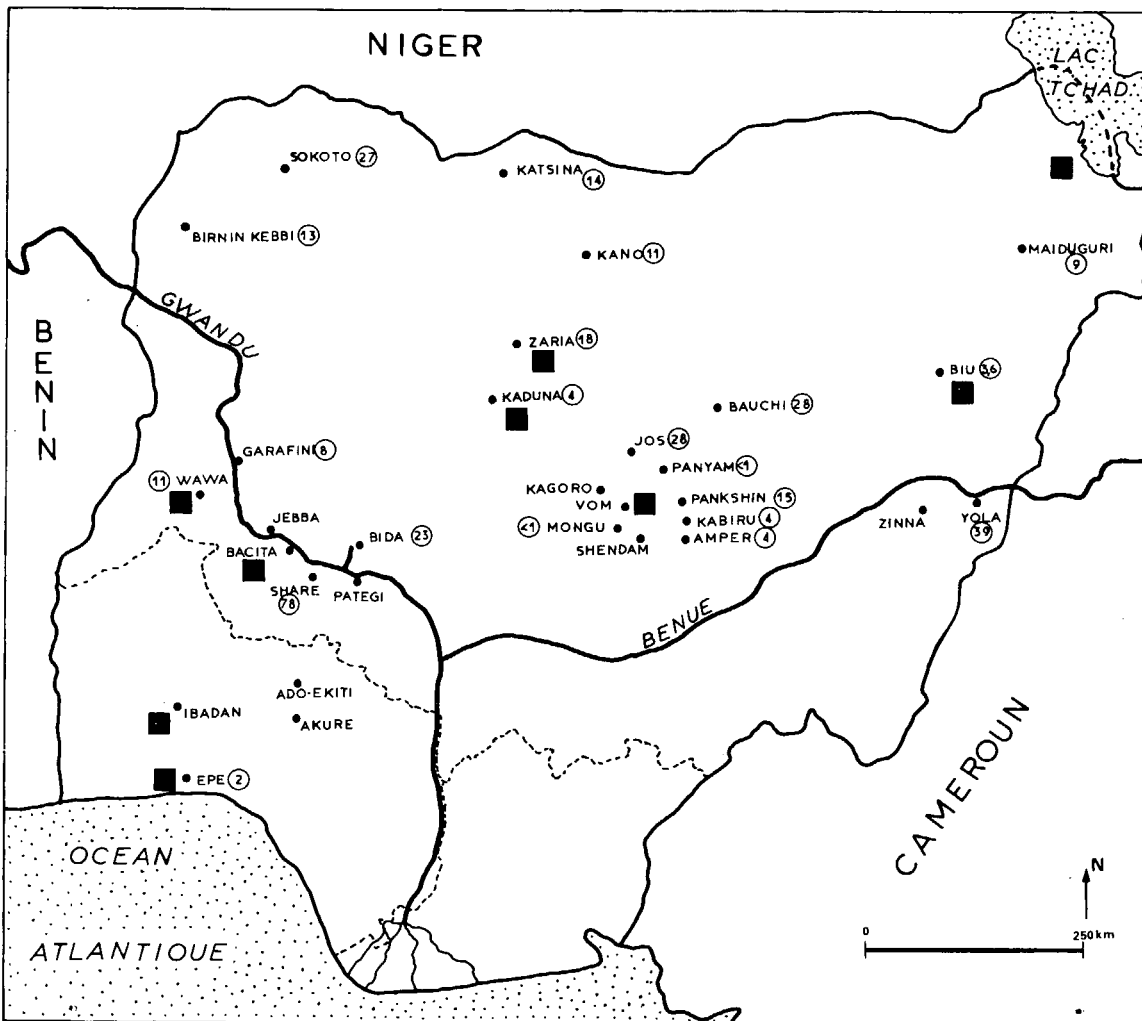 NIGER
LAC
TCHAD
SOKOTO 27
KATSINA 14
BIRNIN KEBBI 13
KANO 11
MAIDUGURI 9
GWANDU
BENIN
ZARIA 18
BIU 36
KADUNA 4
BAUCHI 28
JOS 28
GARAFINI 8
PANYAM <1
11 WAWA
KAGORO
VOM
PANKSHIN 15
<1 MONGU
KABIRU 4
SHENDAM
AMPER 4
ZINNA
YOLA 39
JEBBA
BIDA 23
BACITA
SHARE 78
PATEGI
BENUE
ADO-EKITI
IBADAN
AKURE
EPE 2
CAMEROUN
OCEAN
ATLANTIQUE
N
0 250km